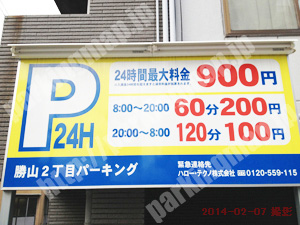 P
24H
24時間最大料金 900円
8:00〜20:00 60分200円
20:00〜8:00 120分100円
勝山2丁目パーキング
緊急連絡先
ハロー・テクノ株式会社 0120-559-115
2014-02-07